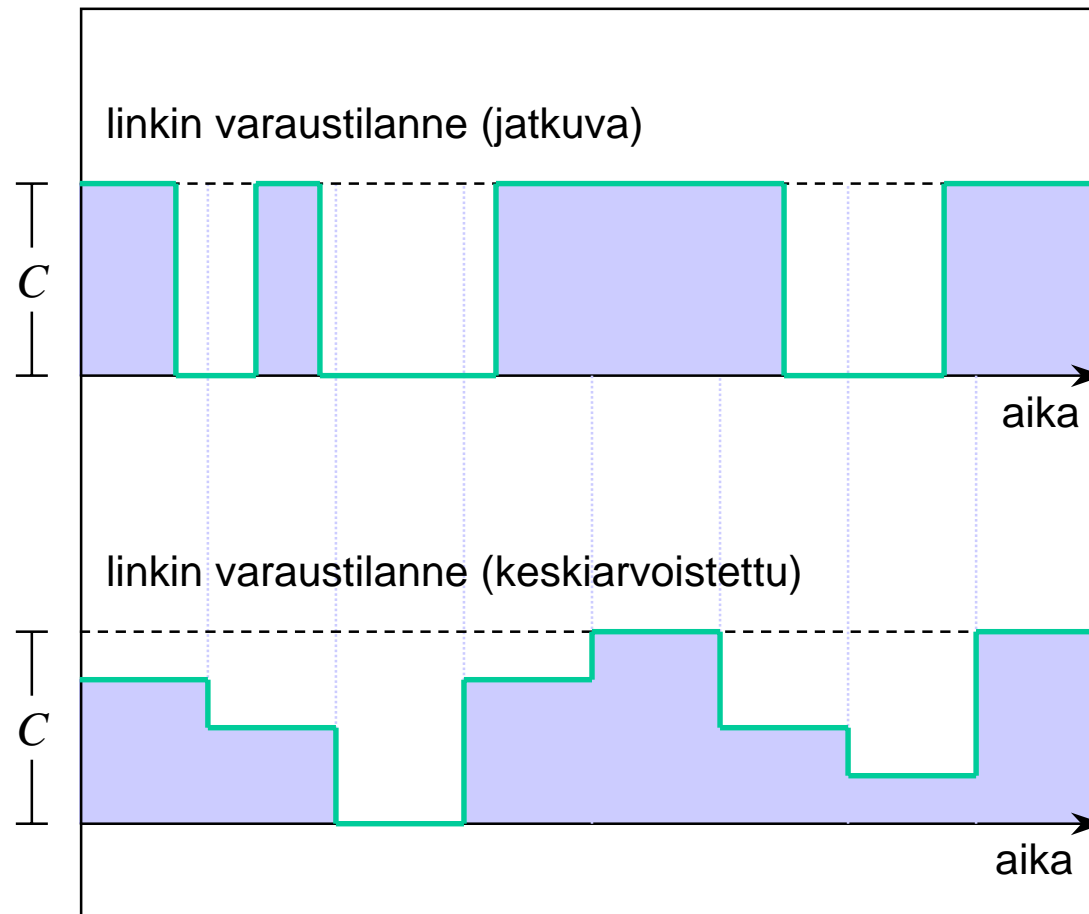 linkin varaustilanne (jatkuva)
C
aika
linkin varaustilanne (keskiarvoistettu)
C
aika